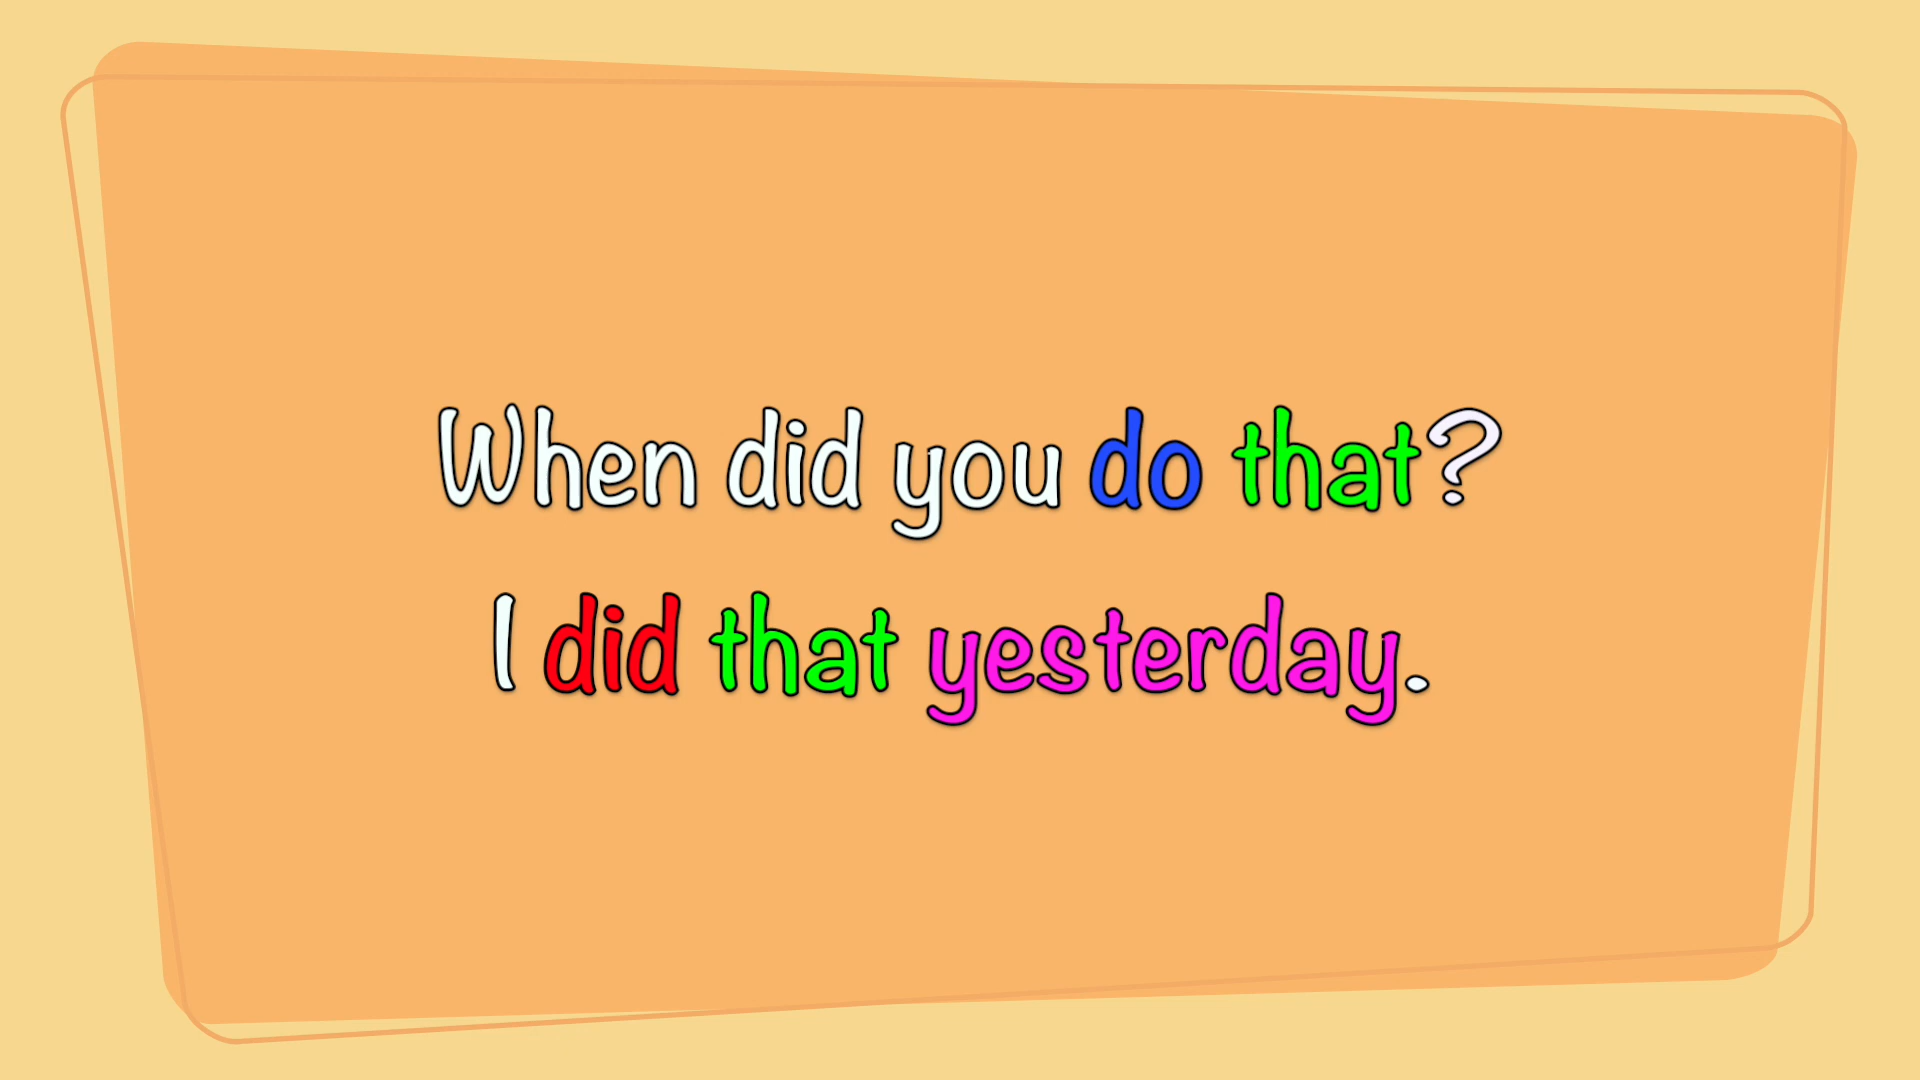 When did you do that?
I did that yesterday.